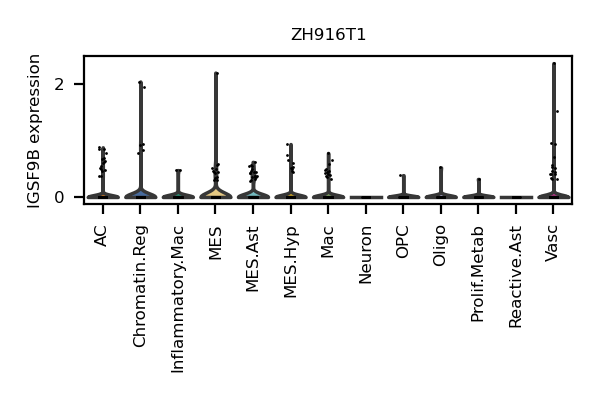 ZH916T1
IGSF9B expression
2
0
AC
Chromatin.Reg
Inflammatory.Mac
MES
MES.Ast
MES.Hyp
Mac
Neuron
OPC
Oligo
Prolif.Metab
Reactive.Ast
Vasc